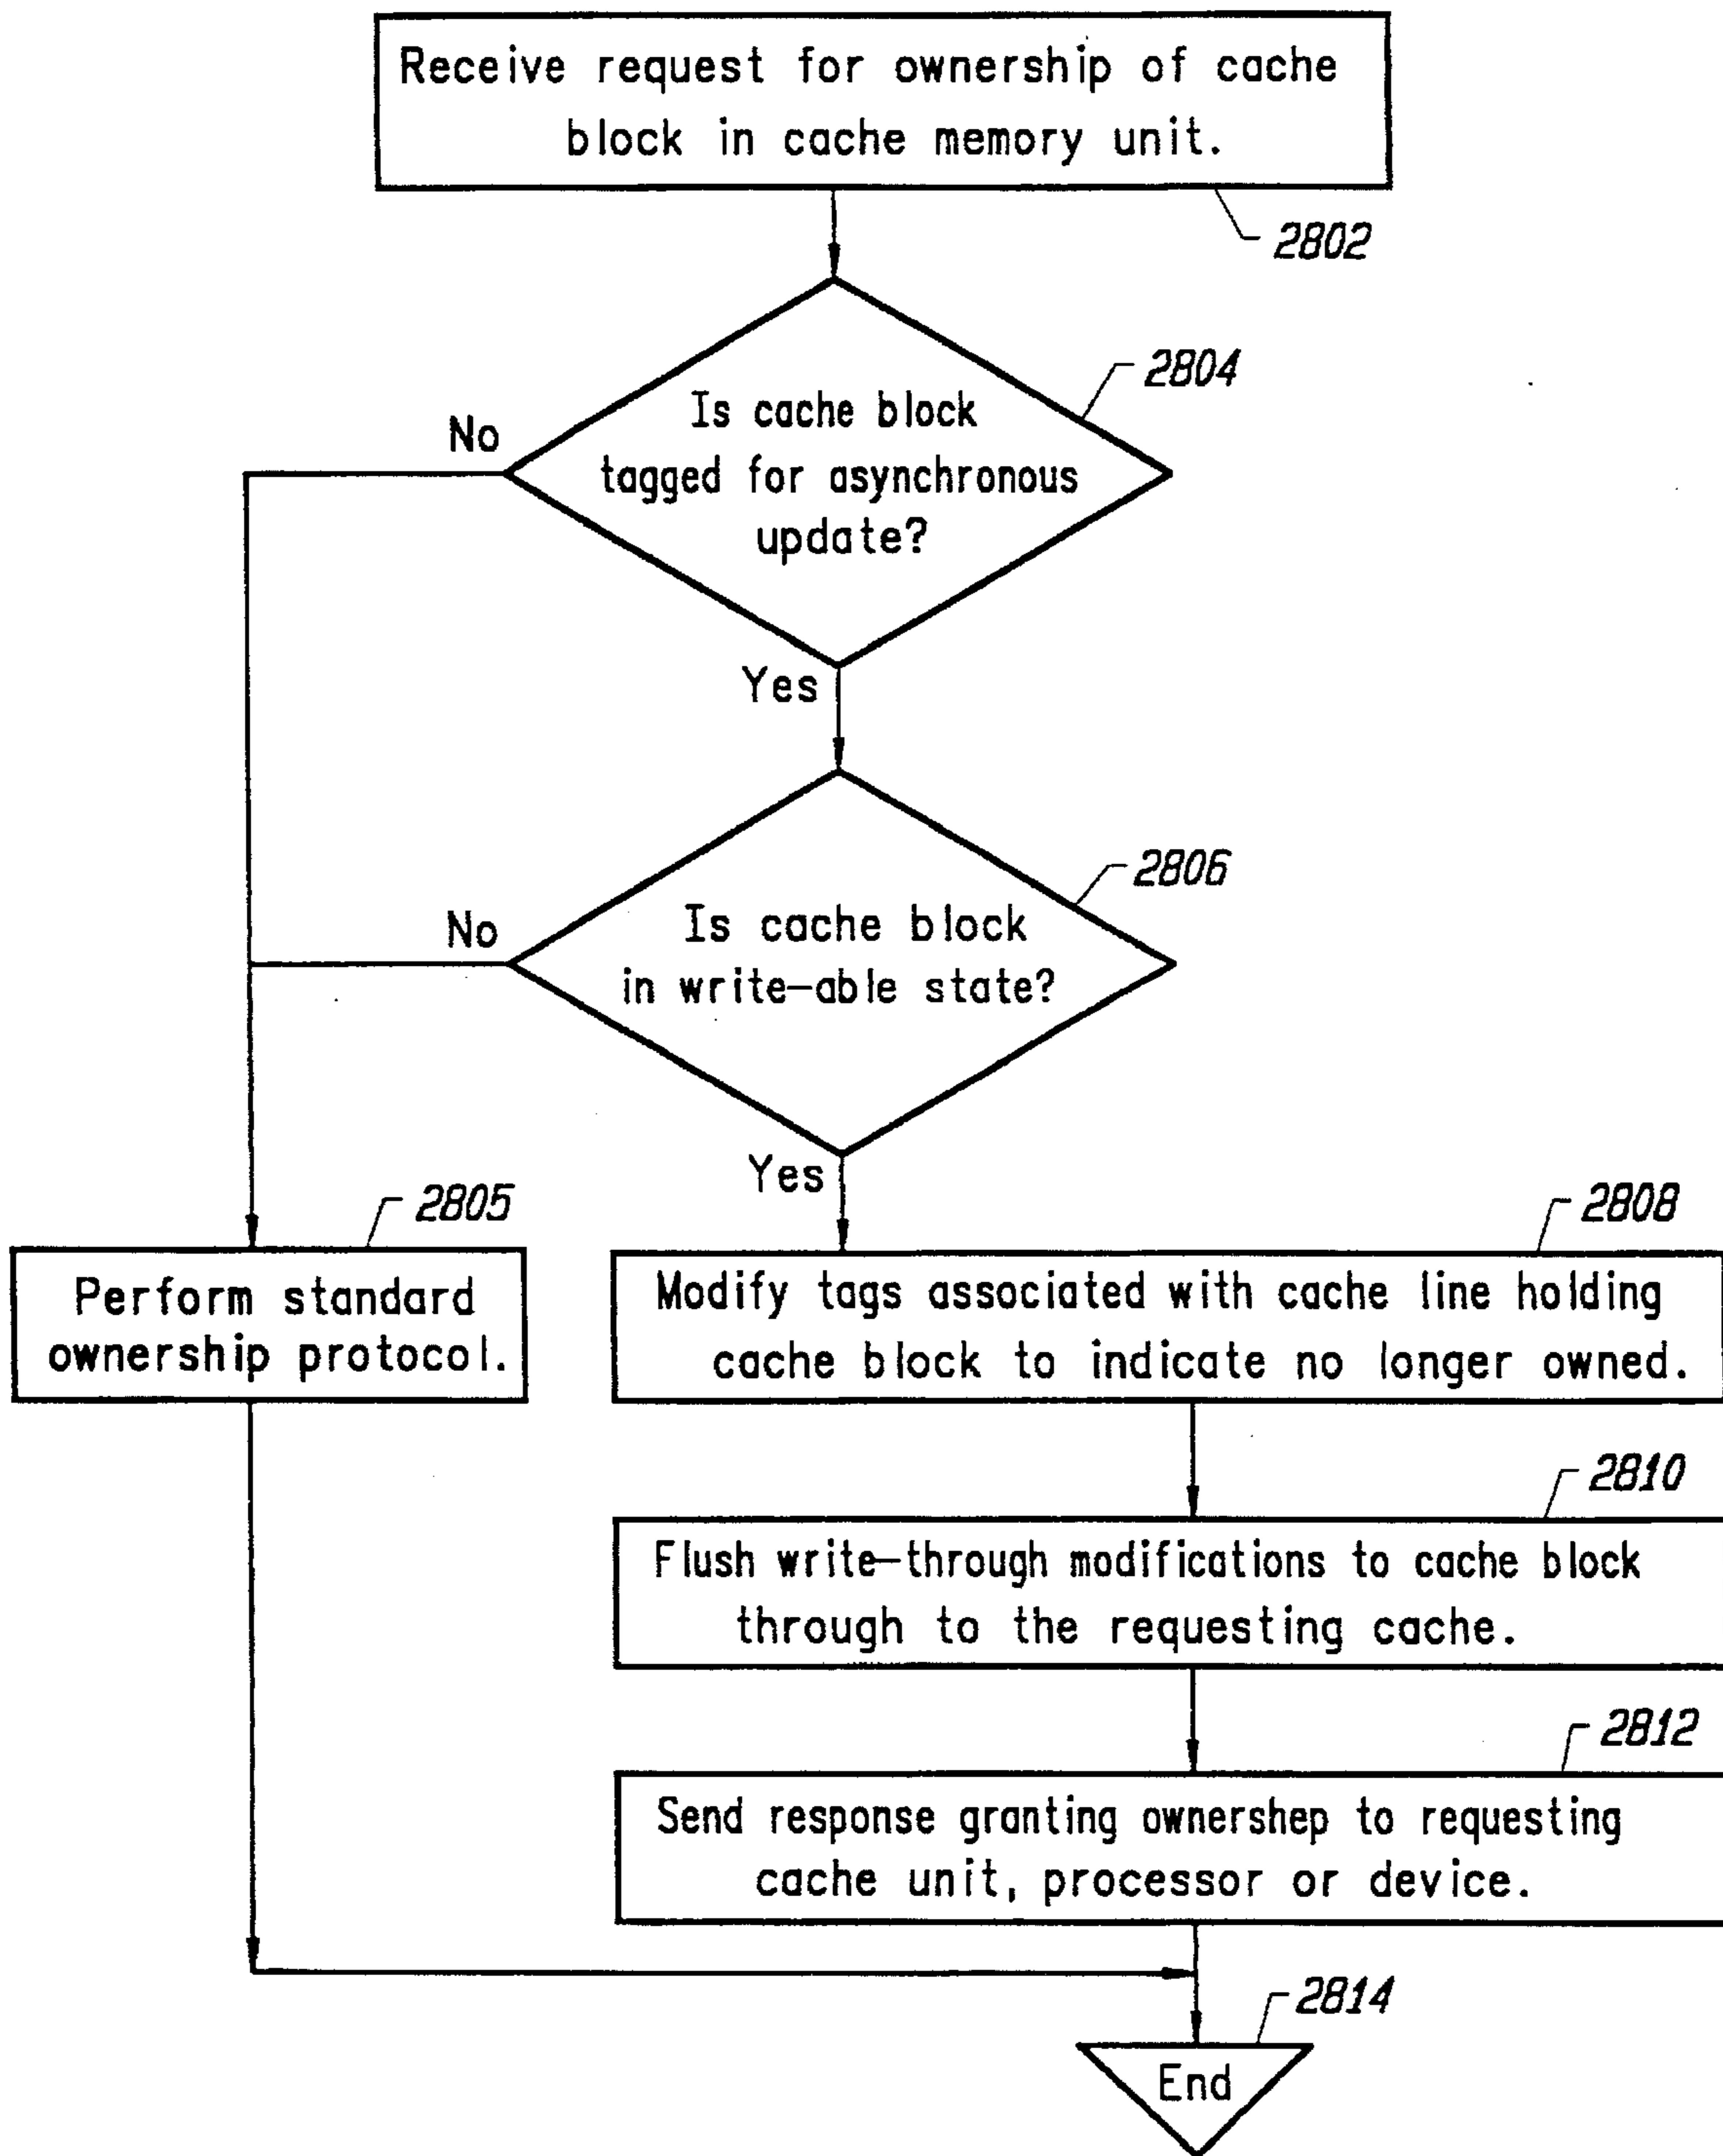 Receive request for ownership of cache
block in cache memory unit.
2802
2804
Is cache block
tagged for asynchronous
update?
No
Yes
2806
Is cache block
in write-able state?
No
Yes
2805
Perform standard
ownership protocol.
2808
Modify tags associated with cache line holding
cache block to indicate no longer owned.
2810
Flush write-through modifications to cache block
through to the requesting cache.
2812
Send response granting ownershep to requesting
cache unit, processor or device.
2814
End